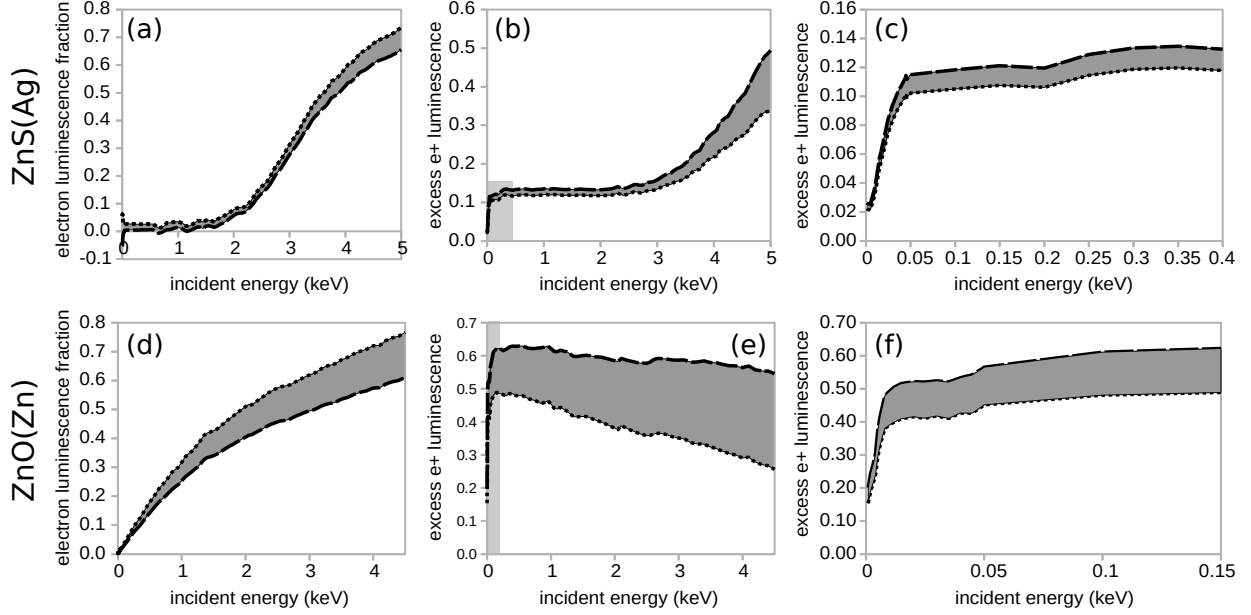 ZnS(Ag)
electron luminescence fraction
0.8
0.7
0.6
0.5
0.4
0.3
0.2
0.1
0.0
-0.1
(a)
0 1 2 3 4 5
incident energy (keV)
excess e+ luminescence
0.6
0.5
0.4
0.3
0.2
0.1
0.0
(b)
0 1 2 3 4 5
incident energy (keV)
excess e+ luminescence
0.16
0.14
0.12
0.10
0.08
0.06
0.04
0.02
0.00
(c)
0 0.05 0.1 0.15 0.2 0.25 0.3 0.35 0.4
incident energy (keV)
ZnO(Zn)
electron luminescence fraction
0.8
0.7
0.6
0.5
0.4
0.3
0.2
0.1
0.0
(d)
0 1 2 3 4
incident energy (keV)
excess e+ luminescence
0.7
0.6
0.5
0.4
0.3
0.2
0.1
0.0
(e)
0 1 2 3 4
incident energy (keV)
excess e+ luminescence
0.70
0.60
0.50
0.40
0.30
0.20
0.10
0.00
(f)
0 0.05 0.1 0.15
incident energy (keV)